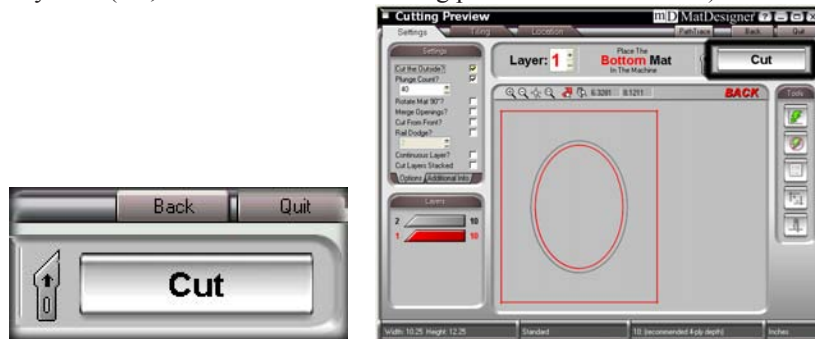 Cutting Preview
mD MatDesigner
Settings
Tiling
Location
PathTrace
Back
Quit
Settings
Cut the Outside?
Plunge Count?
40
Rotate Mat 90°?
Merge Openings?
Cut From Front?
Rail Dodge?
Continuous Layer?
Cut Layers Stacked
Options
Additional Info
Layer: 1
Place The
Bottom Mat
In The Machine
Cut
6.3281 8.1211
BACK
Tools
Layers
2 10
1 10
Width: 10.25 Height: 12.25
Standard
10: (recommended 4-ply depth)
Inches
Back
Quit
0
Cut